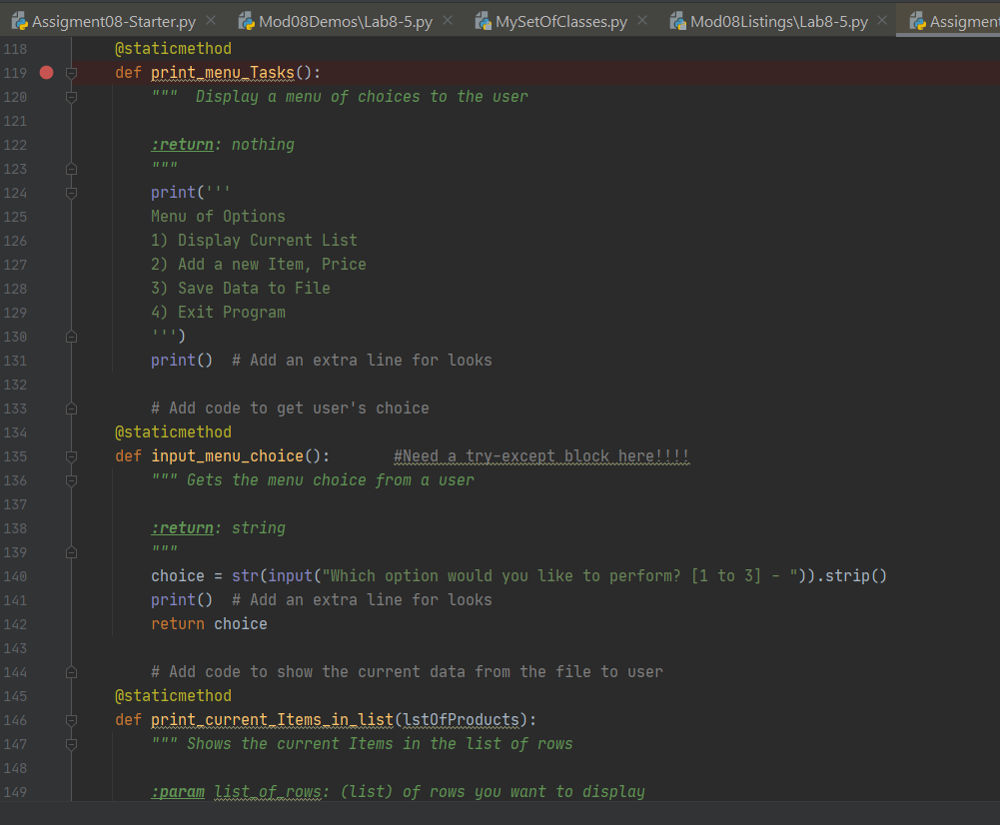 Assigment08-Starter.py × Mod08Demos\Lab8-5.py × MySetOfClasses.py × Mod08Listings\Lab8-5.py × Assigment
118 @staticmethod
119 def print_menu_Tasks():
120 """  Display a menu of choices to the user
121
122 :return: nothing
123 """
124 print('''
125 Menu of Options
126 1) Display Current List
127 2) Add a new Item, Price
128 3) Save Data to File
129 4) Exit Program
130 ''')
131 print()  # Add an extra line for looks
132
133 # Add code to get user's choice
134 @staticmethod
135 def input_menu_choice():       #Need a try-except block here!!!!
136 """ Gets the menu choice from a user
137
138 :return: string
139 """
140 choice = str(input("Which option would you like to perform? [1 to 3] - ")).strip()
141 print()  # Add an extra line for looks
142 return choice
143
144 # Add code to show the current data from the file to user
145 @staticmethod
146 def print_current_Items_in_list(lstOfProducts):
147 """ Shows the current Items in the list of rows
148
149 :param list_of_rows: (list) of rows you want to display